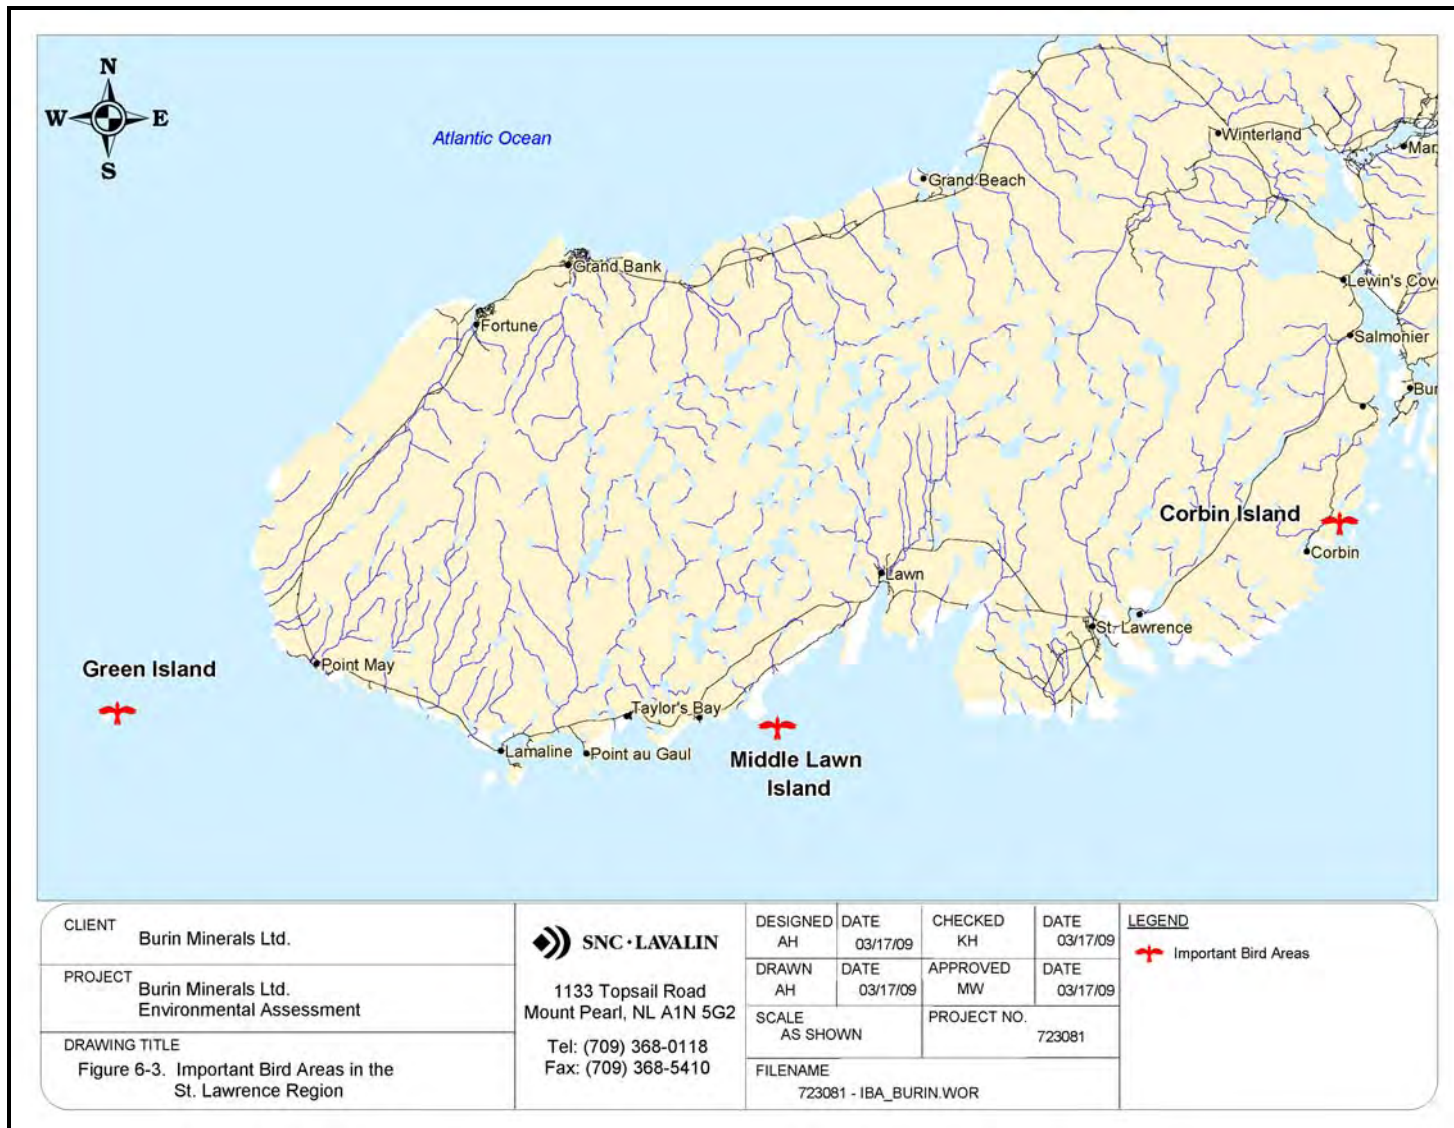 N
W
E
S
Atlantic Ocean
Winterland
Mar
Grand Beach
Grand Bank
Lewin's Cov
Fortune
Salmonier
Bur
Corbin Island
Corbin
Lawn
St. Lawrence
Point May
Green Island
Taylor's Bay
Lamaline
Point au Gaul
Middle Lawn
Island
CLIENT
Burin Minerals Ltd.
PROJECT
Burin Minerals Ltd.
Environmental Assessment
DRAWING TITLE
Figure 6-3. Important Bird Areas in the
St. Lawrence Region
SNC·LAVALIN
1133 Topsail Road
Mount Pearl, NL A1N 5G2
Tel: (709) 368-0118
Fax: (709) 368-5410
DESIGNED DATE CHECKED DATE
AH 03/17/09 KH 03/17/09
DRAWN DATE APPROVED DATE
AH 03/17/09 MW 03/17/09
SCALE PROJECT NO.
AS SHOWN 723081
FILENAME
723081 - IBA_BURIN.WOR
LEGEND
Important Bird Areas